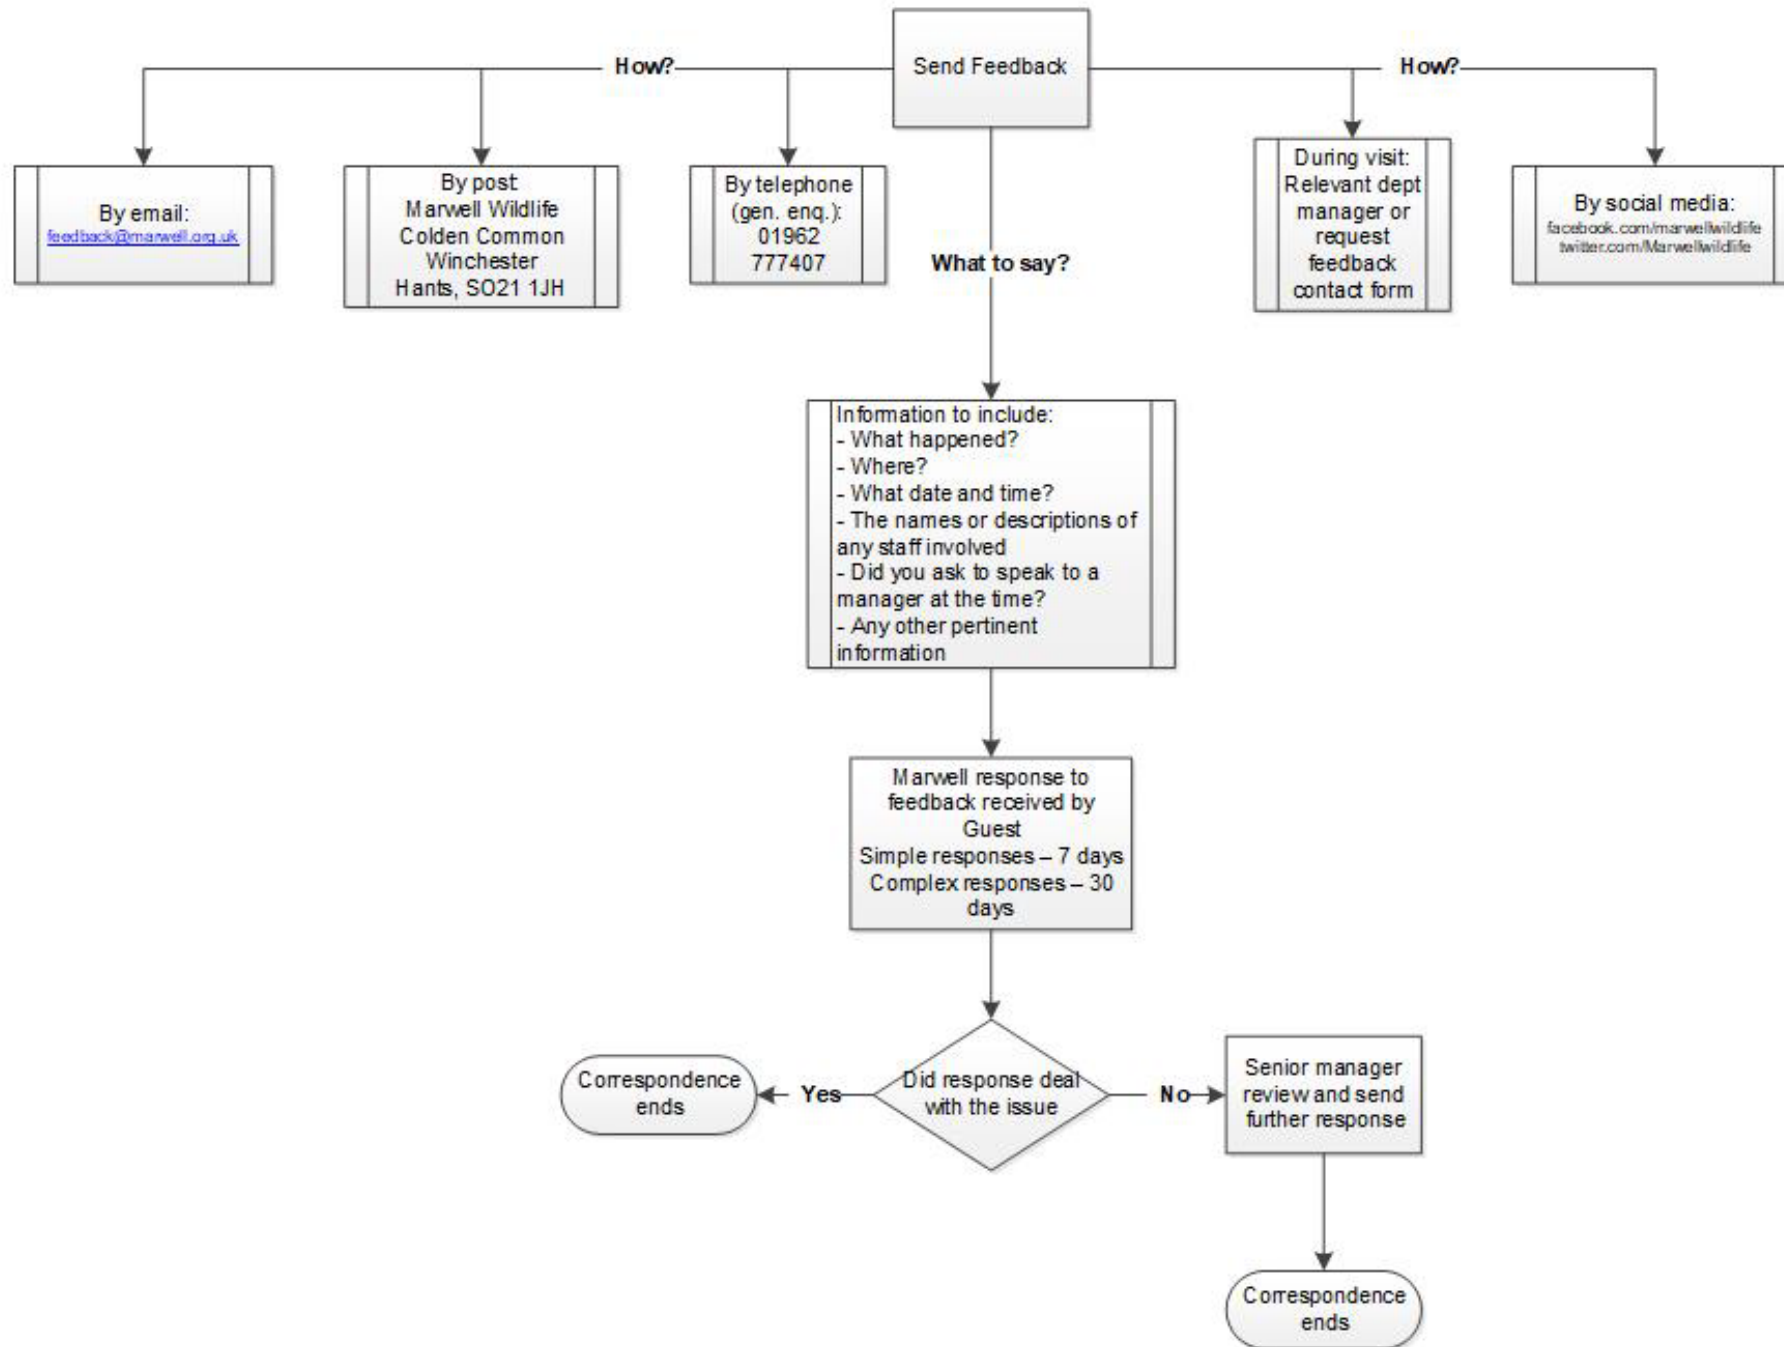 Send Feedback
How?
How?
By email:
feedback@marwell.org.uk
By post:
Marwell Wildlife
Colden Common
Winchester
Hants, SO21 1JH
By telephone
(gen. enq.):
01962
777407
During visit:
Relevant dept
manager or
request
feedback
contact form
By social media:
facebook.com/marwellwildlife
twitter.com/Marwellwildlife
What to say?
Information to include:
- What happened?
- Where?
- What date and time?
- The names or descriptions of
any staff involved
- Did you ask to speak to a
manager at the time?
- Any other pertinent
information
Marwell response to
feedback received by
Guest
Simple responses – 7 days
Complex responses – 30
days
Did response deal
with the issue
Yes
Correspondence
ends
No
Senior manager
review and send
further response
Correspondence
ends